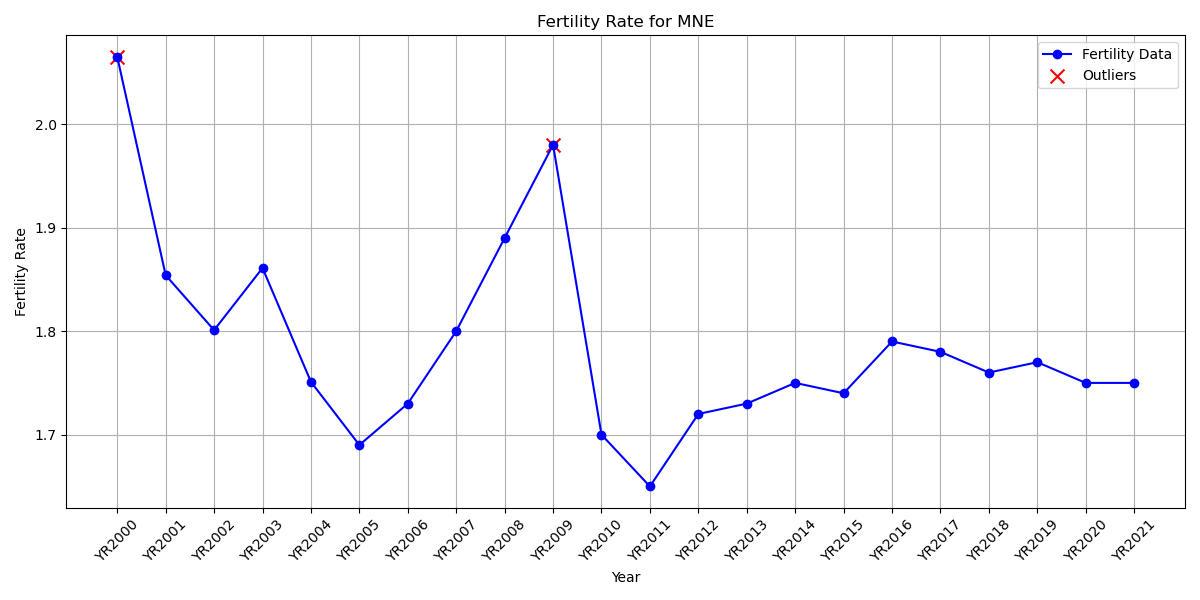 Fertility Rate for MNE
Fertility Data
Outliers
Fertility Rate
2.0
1.9
1.8
1.7
YR2000
YR2001
YR2002
YR2003
YR2004
YR2005
YR2006
YR2007
YR2008
YR2009
YR2010
YR2011
YR2012
YR2013
YR2014
YR2015
YR2016
YR2017
YR2018
YR2019
YR2020
YR2021
Year